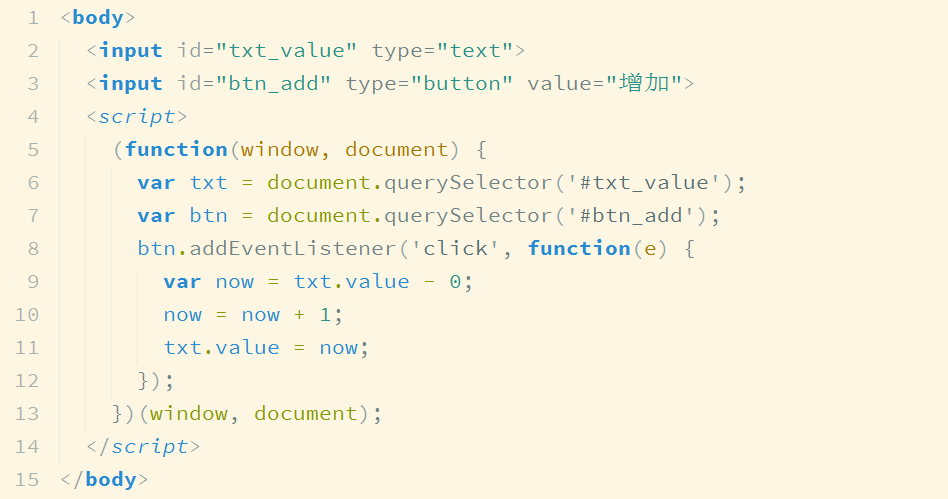 1 <body>
2 <input id="txt_value" type="text">
3 <input id="btn_add" type="button" value="增加">
4 <script>
5 (function(window, document) {
6 var txt = document.querySelector('#txt_value');
7 var btn = document.querySelector('#btn_add');
8 btn.addEventListener('click', function(e) {
9 var now = txt.value - 0;
10 now = now + 1;
11 txt.value = now;
12 });
13 })(window, document);
14 </script>
15 </body>